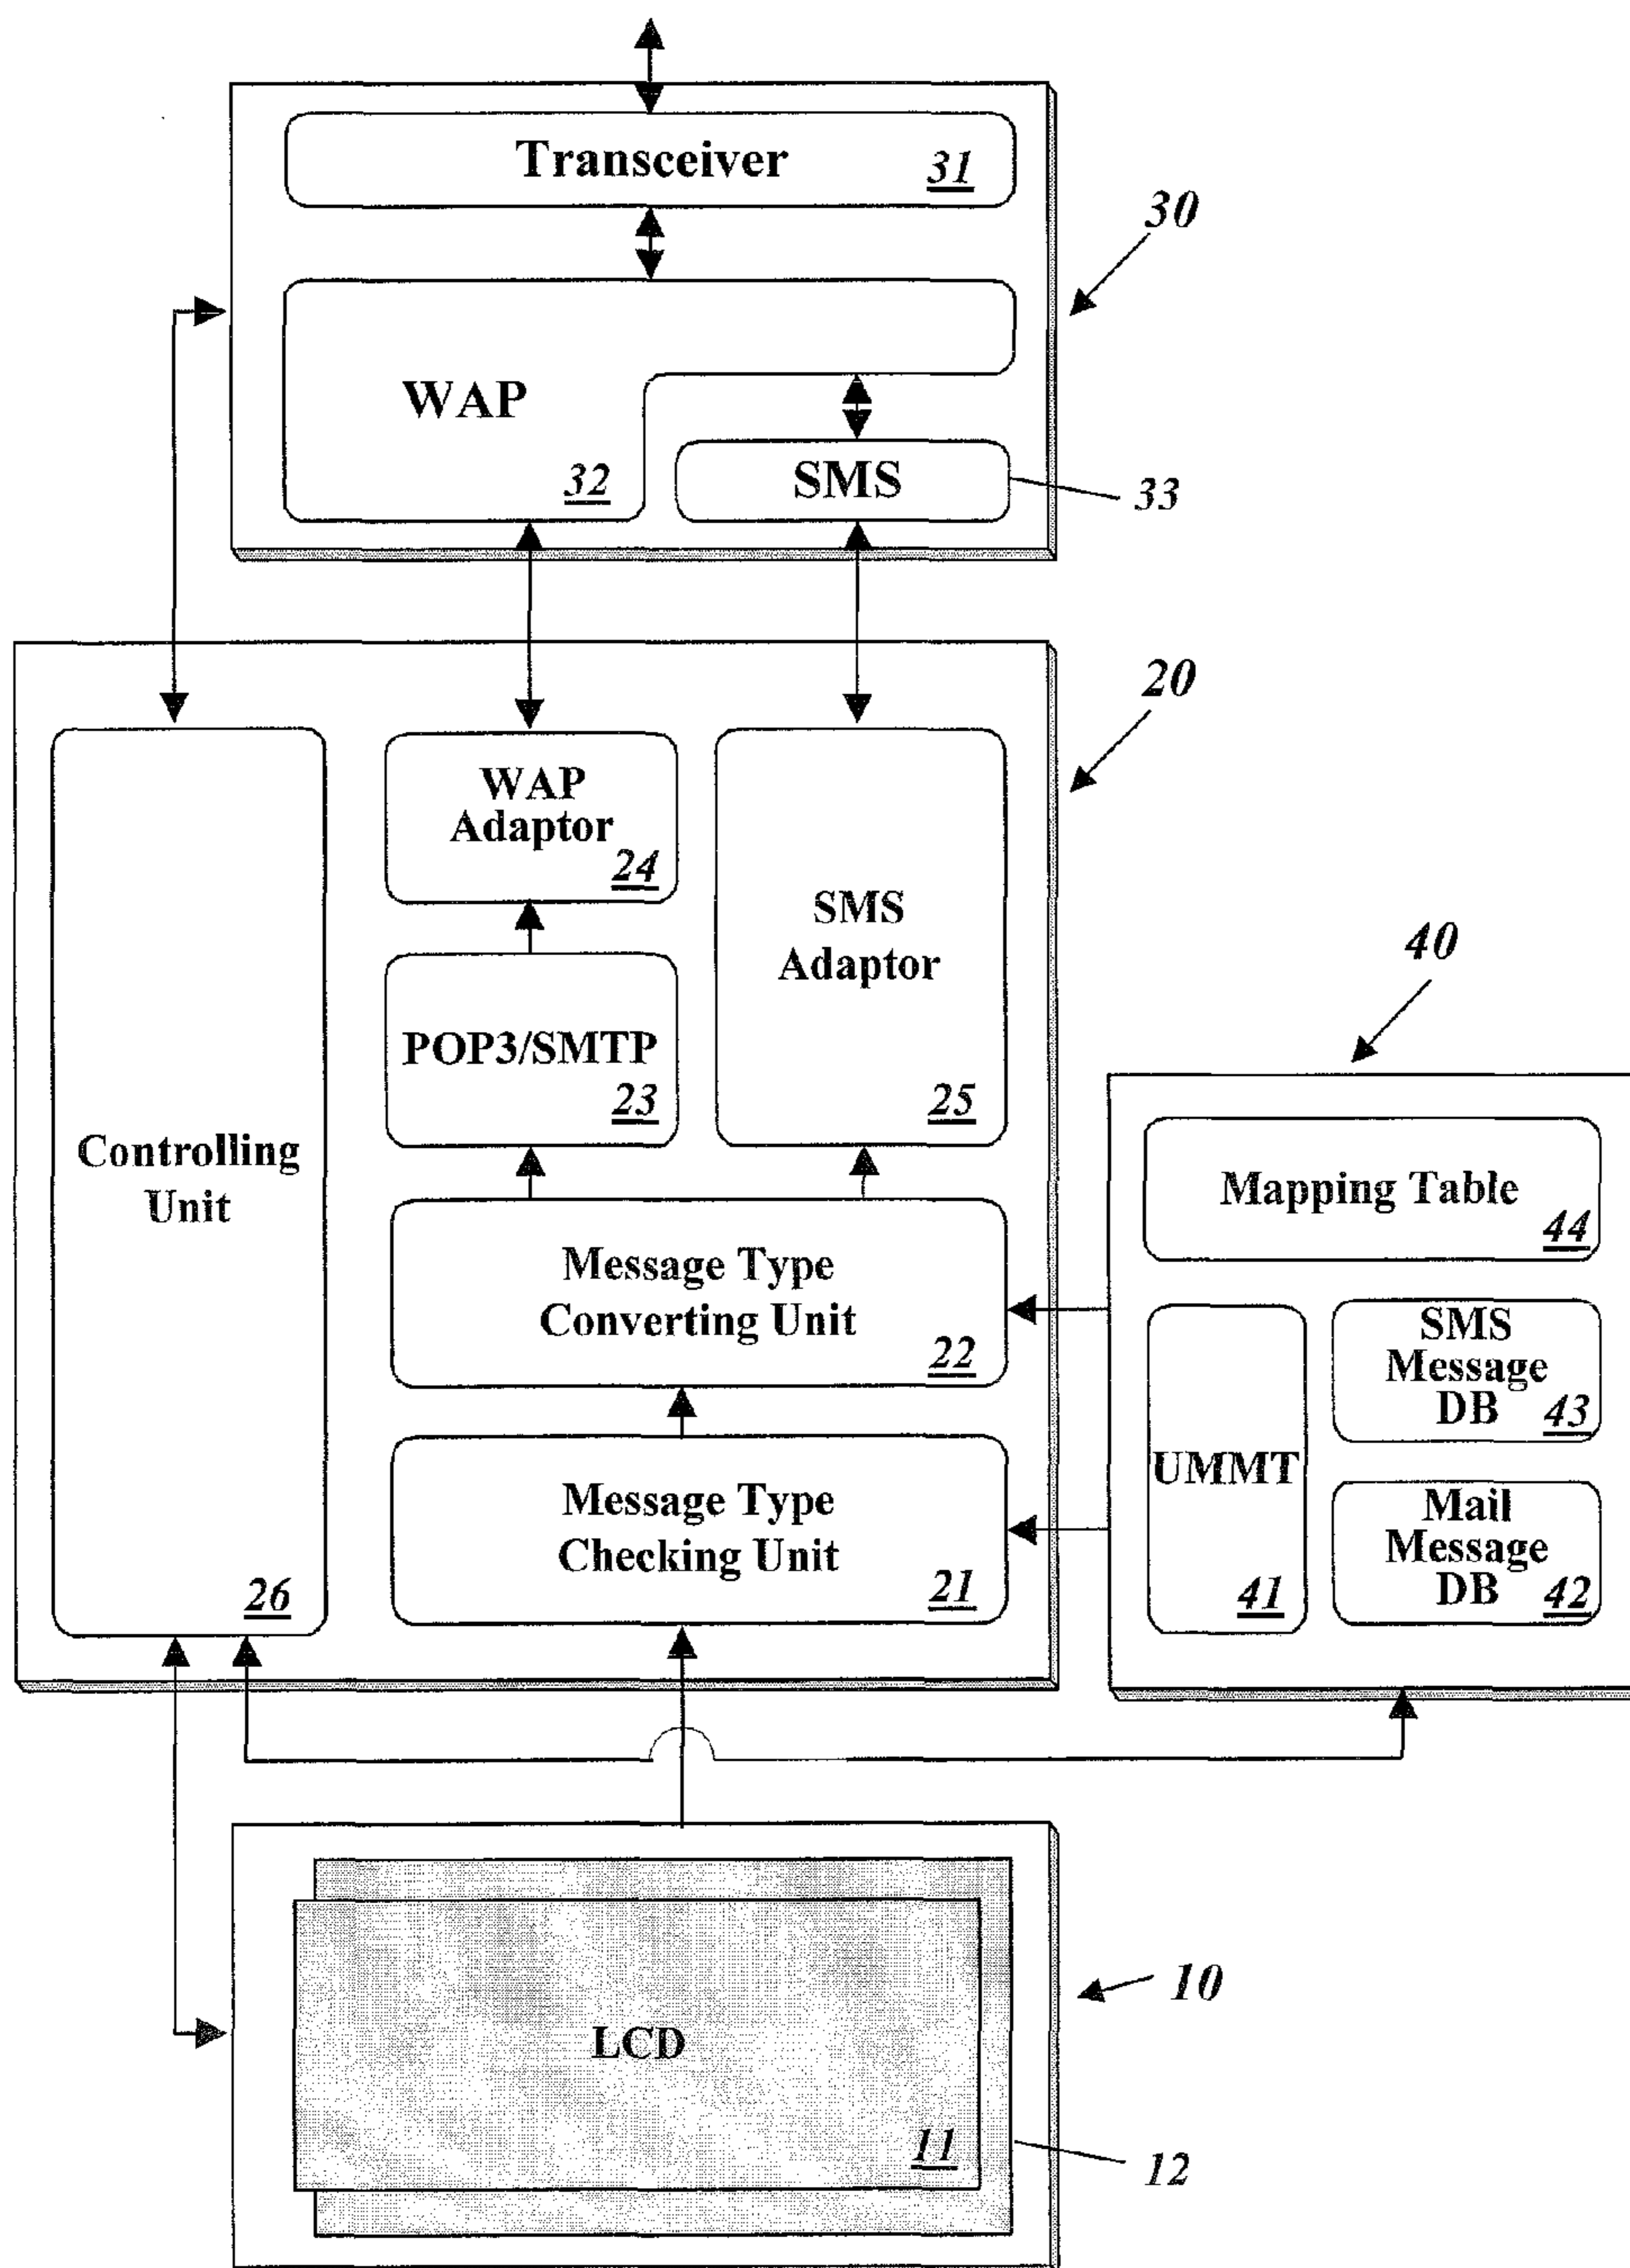 Transceiver 31
30
WAP
32
SMS
33
20
WAP
Adaptor
24
SMS
Adaptor
25
POP3/SMTP
23
40
Controlling
Unit
26
Mapping Table
44
Message Type
Converting Unit
22
SMS
Message
DB 43
UMMT
41
Message Type
Checking Unit
21
Mail
Message
DB 42
10
LCD
11
12